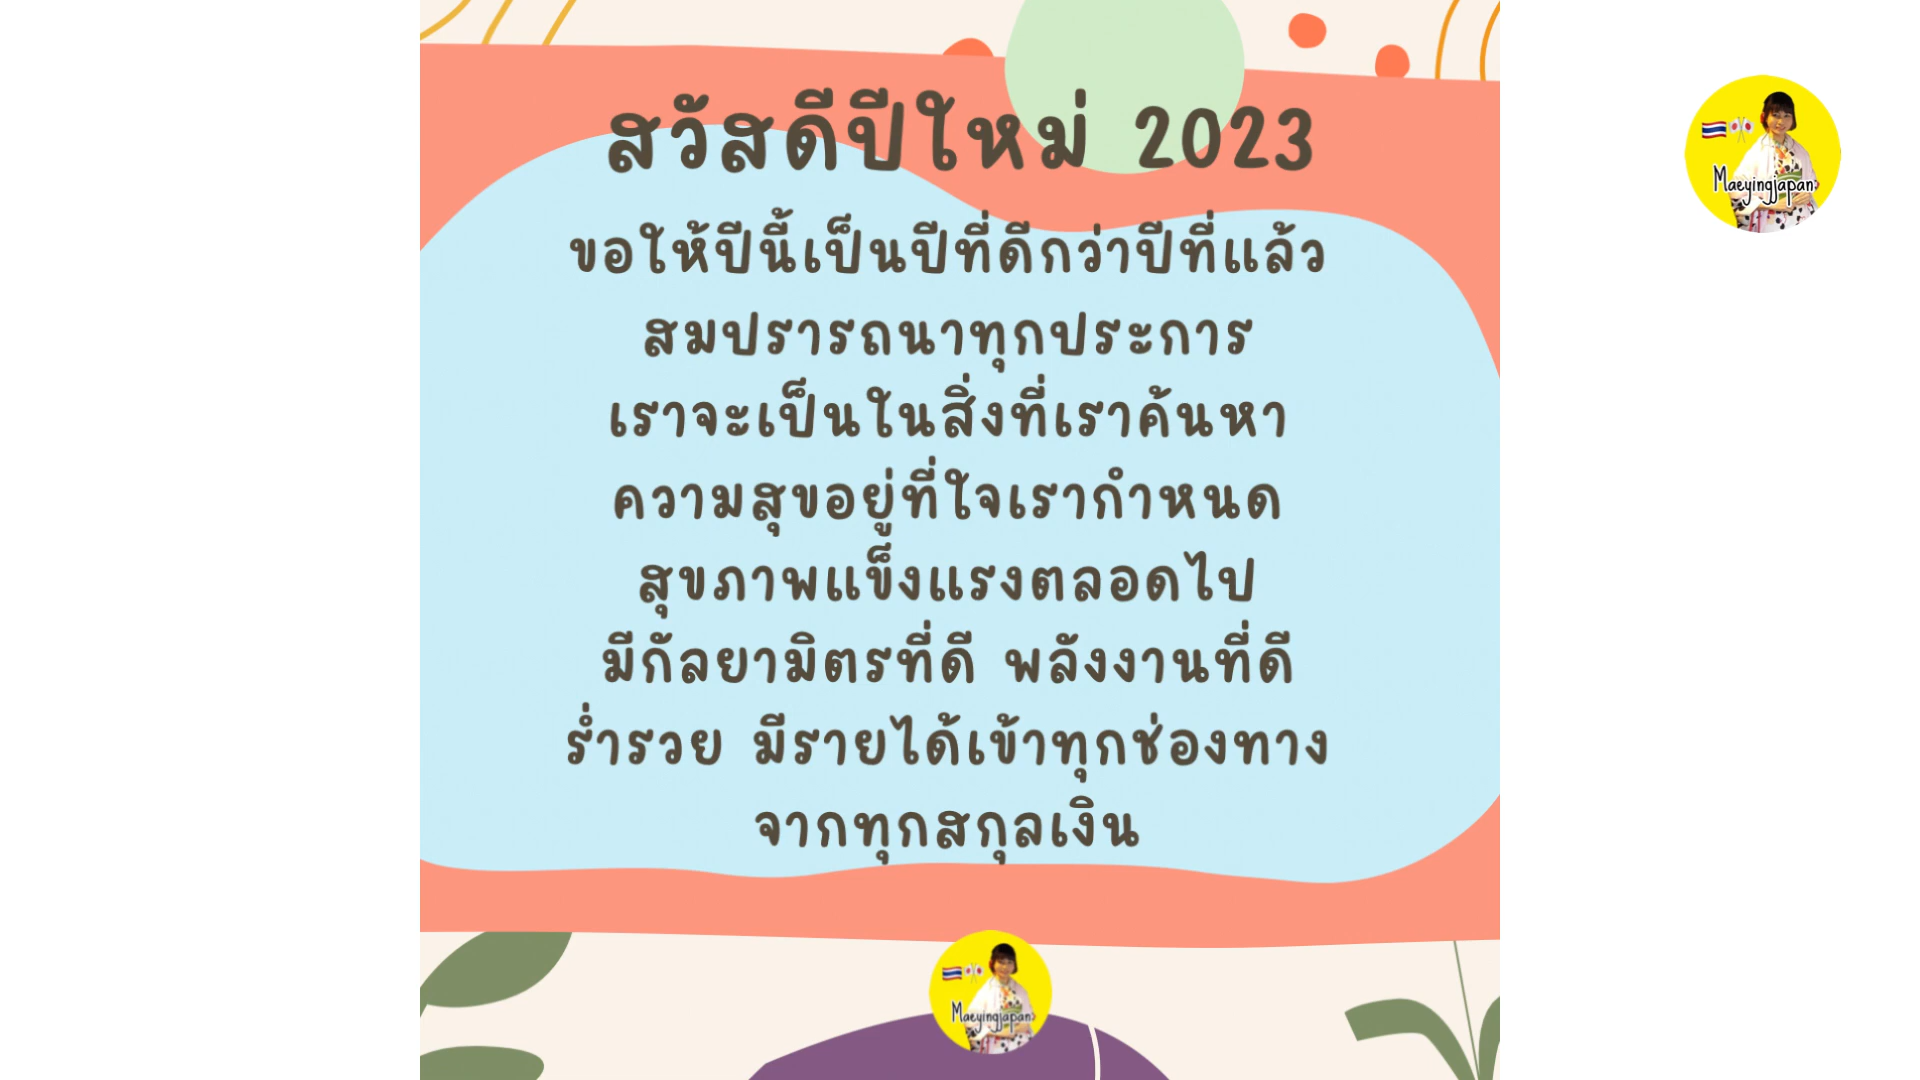 สวัสดีปีใหม่ 2023
Maeyingjapan
ขอให้ปีนี้เป็นปีที่ดีกว่าปีที่แล้ว
สมปรารถนาทุกประการ
เราจะเป็นในสิ่งที่เราค้นหา
ความสุขอยู่ที่ใจเรากำหนด
สุขภาพแข็งแรงตลอดไป
มีกัลยามิตรที่ดี พลังงานที่ดี
ร่ำรวย มีรายได้เข้าทุกช่องทาง
จากทุกสกุลเงิน
Maeyingjapan